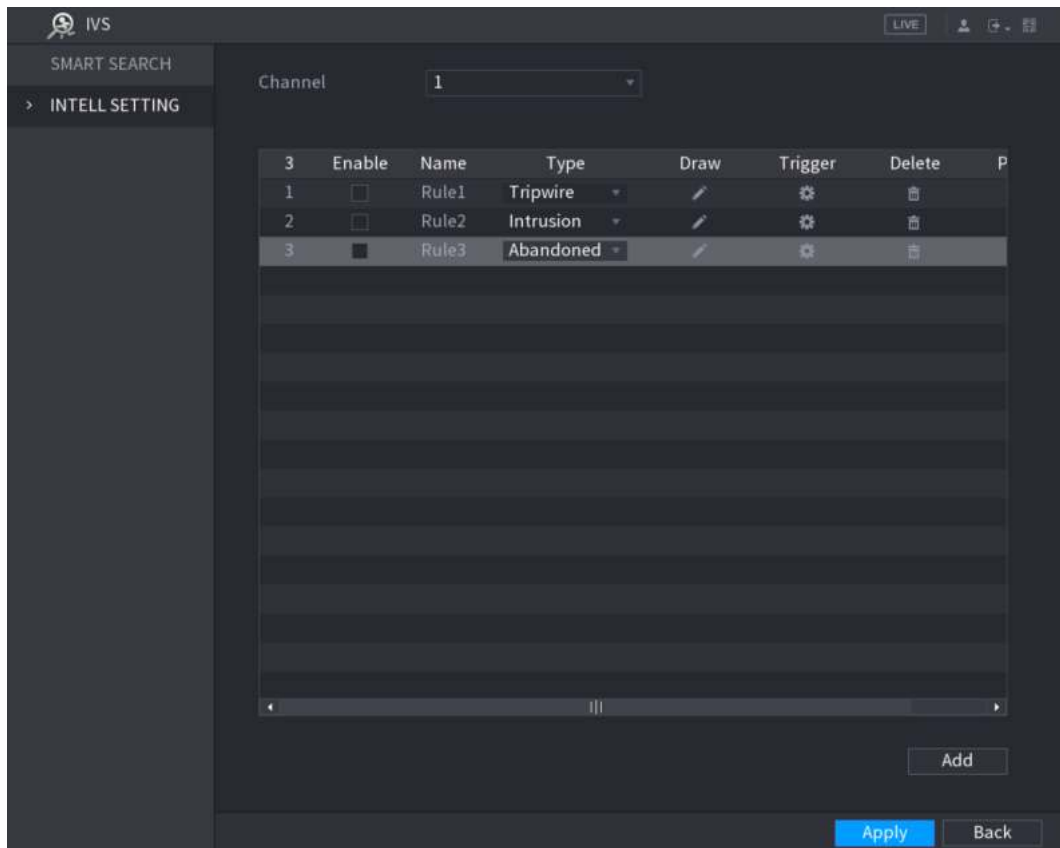 IVS
LIVE
SMART SEARCH
INTELL SETTING
Channel 1
3 Enable Name Type Draw Trigger Delete P
1 Rule1 Tripwire
2 Rule2 Intrusion
3 Rule3 Abandoned
Add
Apply Back